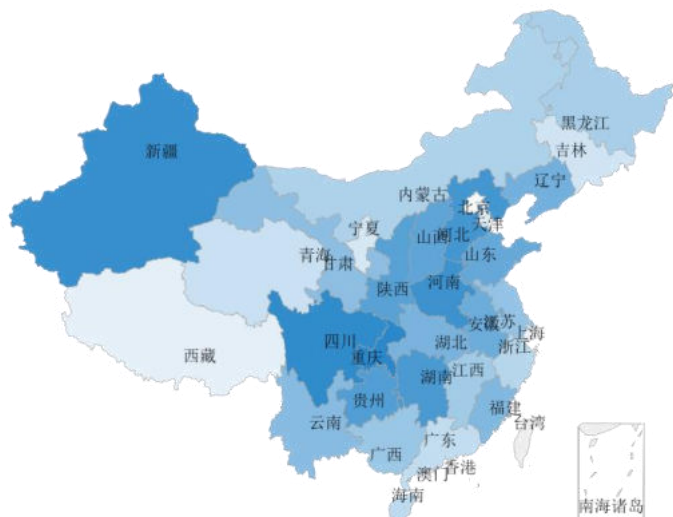 黑龙江
吉林
新疆
辽宁
内蒙古
北京
天津
宁夏
山西
河北
青海
甘肃
山东
陕西
河南
安徽
江苏
上海
四川
湖北
浙江
重庆
西藏
湖南
江西
贵州
福建
云南
台湾
广东
广西
香港
澳门
海南
南海诸岛